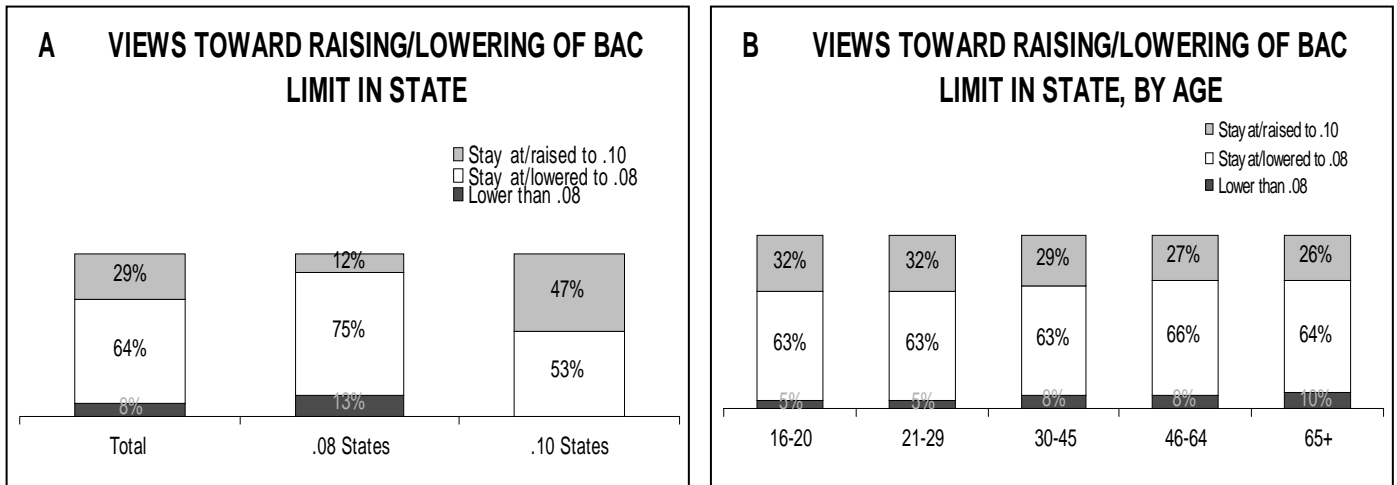 A VIEWS TOWARD RAISING/LOWERING OF BAC
LIMIT IN STATE
Stay at/raised to .10
Stay at/lowered to .08
Lower than .08
29%
12%
47%
64%
75%
53%
8%
13%
Total
.08 States
.10 States
B VIEWS TOWARD RAISING/LOWERING OF BAC
LIMIT IN STATE, BY AGE
Stay at/raised to .10
Stay at/lowered to .08
Lower than .08
32%
32%
29%
27%
26%
63%
63%
63%
66%
64%
5%
5%
8%
8%
10%
16-20
21-29
30-45
46-64
65+